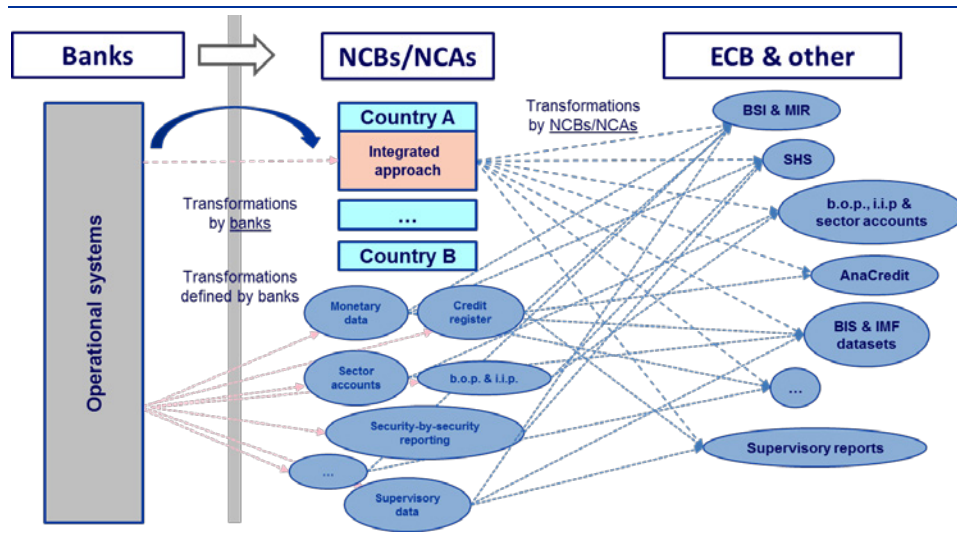 Banks
NCBs/NCAs
ECB & other
Operational systems
Country A
Integrated
approach
...
Country B
Transformations
by banks
Transformations
defined by banks
Transformations
by NCBs/NCAs
Monetary
data
Credit
register
Sector
accounts
b.o.p. & i.i.p.
Security-by-security
reporting
...
Supervisory
data
BSI & MIR
SHS
b.o.p., i.i.p &
sector accounts
AnaCredit
BIS & IMF
datasets
...
Supervisory reports